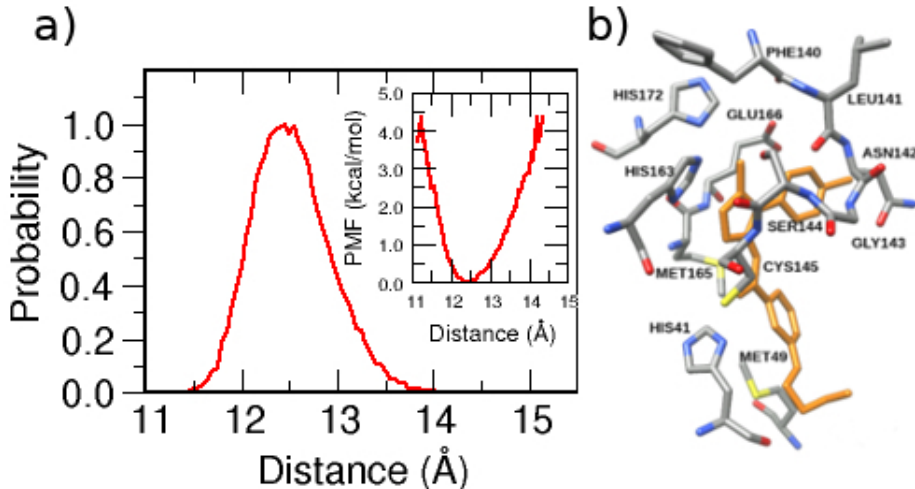 a)
Probability
1.0
0.8
0.6
0.4
0.2
0.0
11
12
13
14
15
Distance (Å)
PMF (kcal/mol)
5.0
4.0
3.0
2.0
1.0
0.0
11
12
13
14
15
Distance (Å)
b)
PHE140
HIS172
LEU141
GLU166
ASN142
HIS163
SER144
GLY143
MET165
CYS145
HIS41
MET49